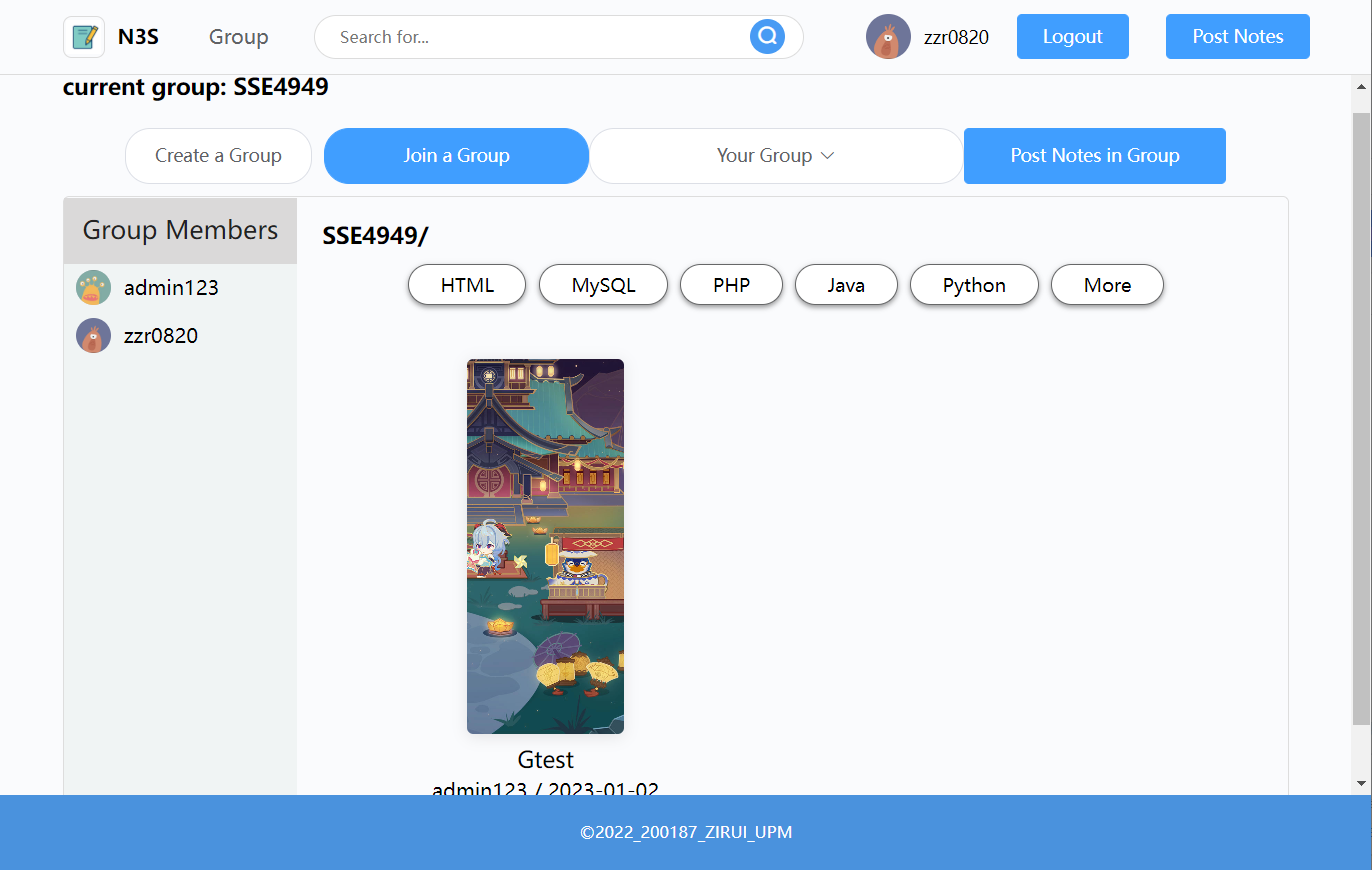 N3S
Group
Search for...
zzr0820
Logout
Post Notes
current group: SSE4949
Create a Group
Join a Group
Your Group
Post Notes in Group
Group Members
admin123
zzr0820
SSE4949/
HTML
MySQL
PHP
Java
Python
More
Gtest
admin123 / 2023-01-02
©2022_200187_ZIRUI_UPM